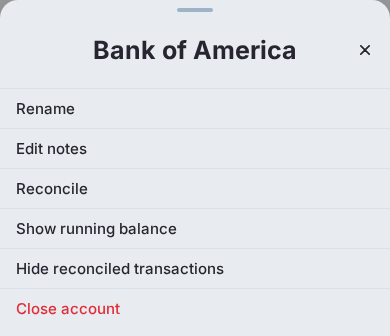 Bank of America
Rename
Edit notes
Reconcile
Show running balance
Hide reconciled transactions
Close account